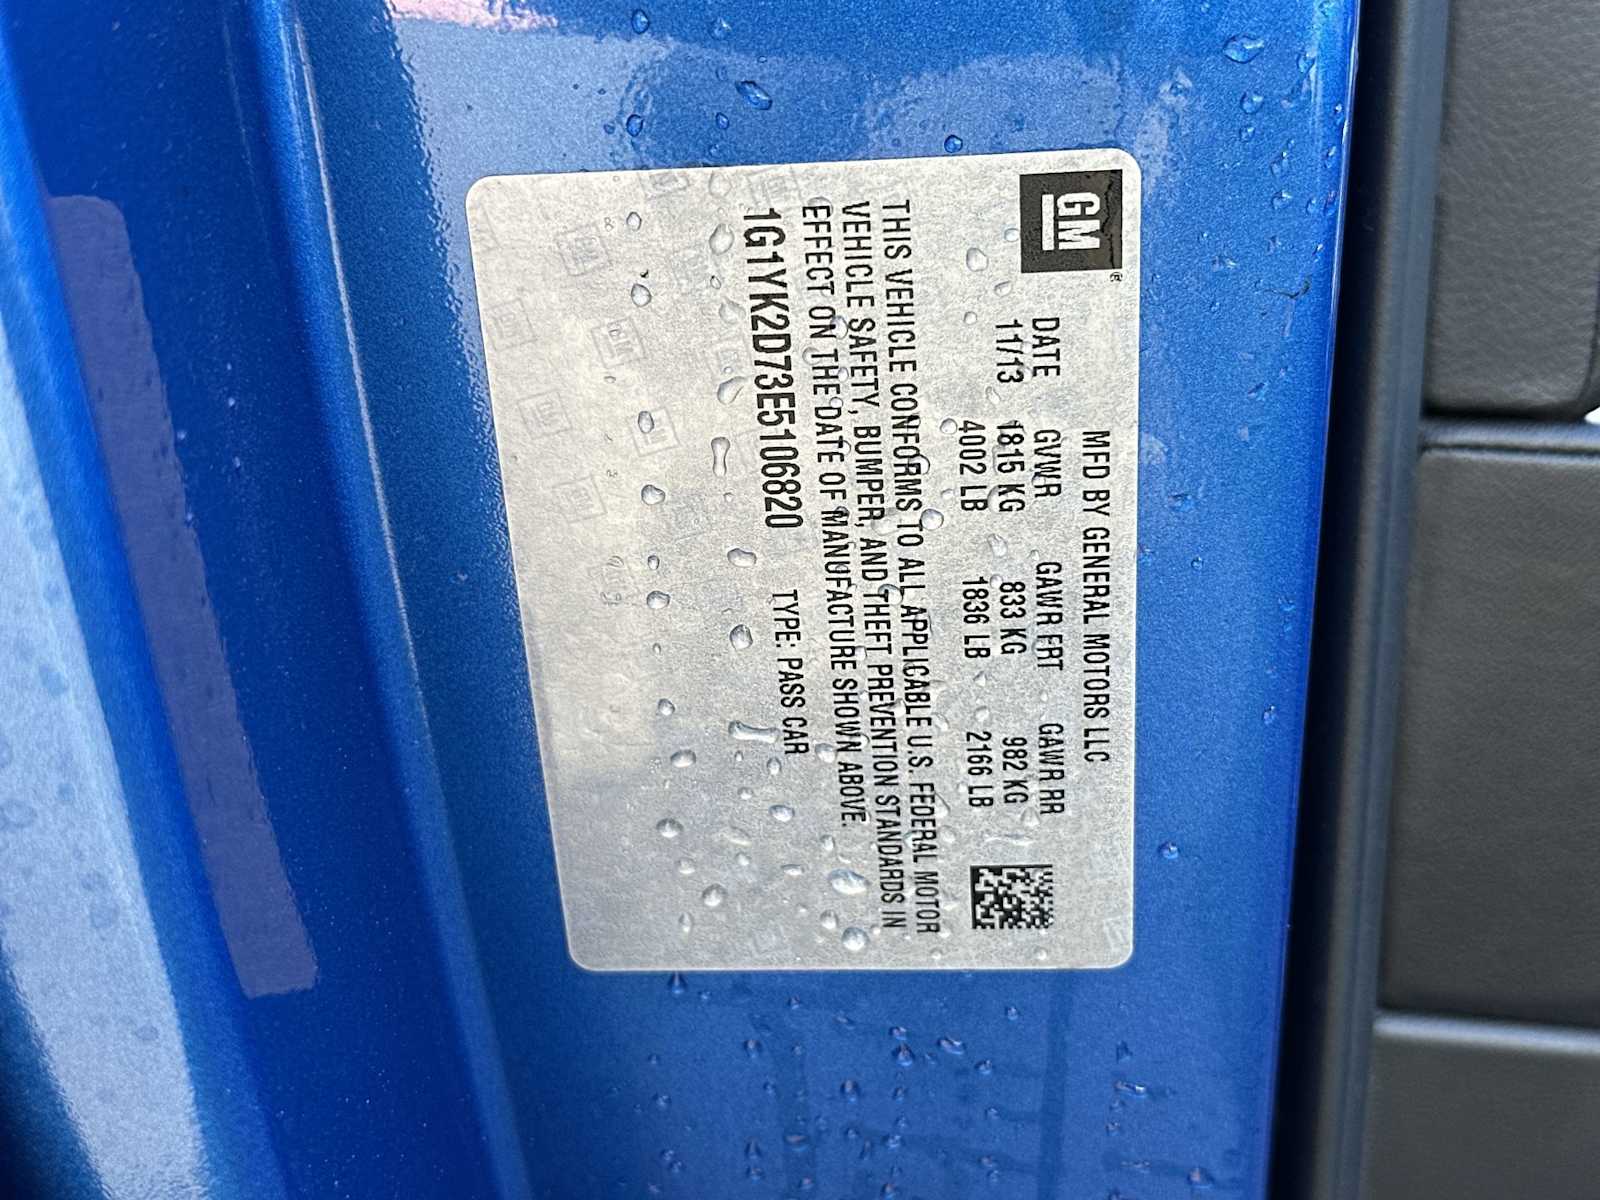 GM®
MFD BY GENERAL MOTORS LLC
DATE GVWR GAWR FRT GAWR RR
11/13 1815 KG 833 KG 982 KG
4002 LB 1836 LB 2166 LB
THIS VEHICLE CONFORMS TO ALL APPLICABLE U.S. FEDERAL MOTOR
VEHICLE SAFETY, BUMPER, AND THEFT PREVENTION STANDARDS IN
EFFECT ON THE DATE OF MANUFACTURE SHOWN ABOVE.
1G1YK2D73E5106820 TYPE: PASS CAR